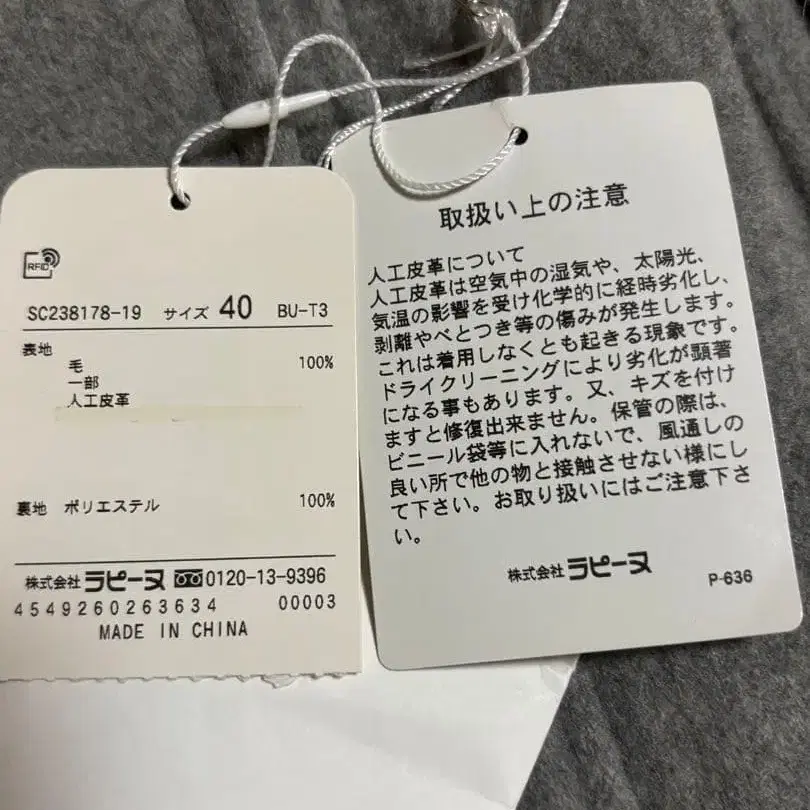 RFID
SC238178-19 サイズ 40 BU-T3
表地
毛 100%
一部
人工皮革
裏地 ポリエステル 100%
株式会社 ラピーヌ 0120-13-9396
4549260263634 00003
MADE IN CHINA
取扱い上の注意
人工皮革について
人工皮革は空気中の湿気や、太陽光、
気温の影響を受け化学的に経時劣化し、
剥離やべとつき等の傷みが発生します。
これは着用しなくとも起きる現象です。
ドライクリーニングにより劣化が顕著
になる事もあります。又、キズを付け
ますと修復出来ません。保管の際は、
ビニール袋等に入れないで、風通しの
良い所で他の物と接触させない様にし
て下さい。お取り扱いにはご注意下さ
い。
株式会社 ラピーヌ
P-636